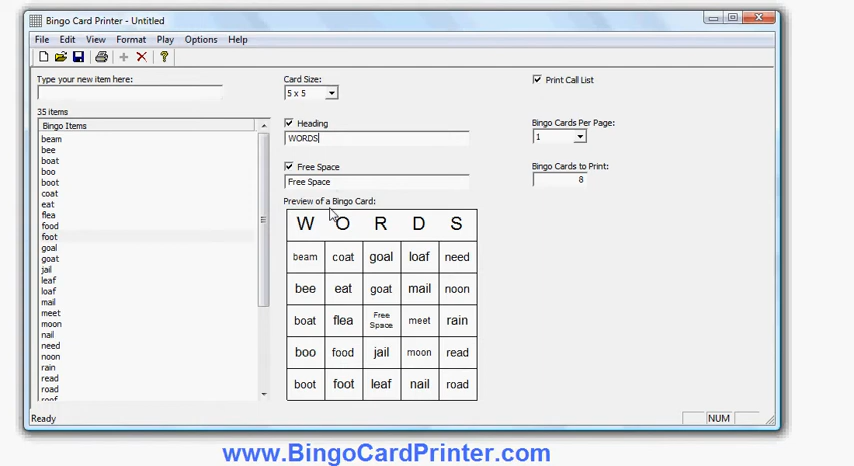 Bingo Card Printer - Untitled
File Edit View Format Play Options Help
Type your new item here:
35 items
Bingo Items
beam
bee
boat
boo
boot
coat
eat
flea
food
foot
goal
goat
jail
leaf
loaf
mail
meet
moon
nail
need
noon
rain
read
road
roof
Card Size:
5 x 5
Heading
WORDS
Free Space
Free Space
Preview of a Bingo Card:
W O R D S
beam coat goal loaf need
bee eat goat mail noon
boat flea Free Space meet rain
boo food jail moon read
boot foot leaf nail road
Print Call List
Bingo Cards Per Page:
1
Bingo Cards to Print:
8
Ready
NUM
www.BingoCardPrinter.com